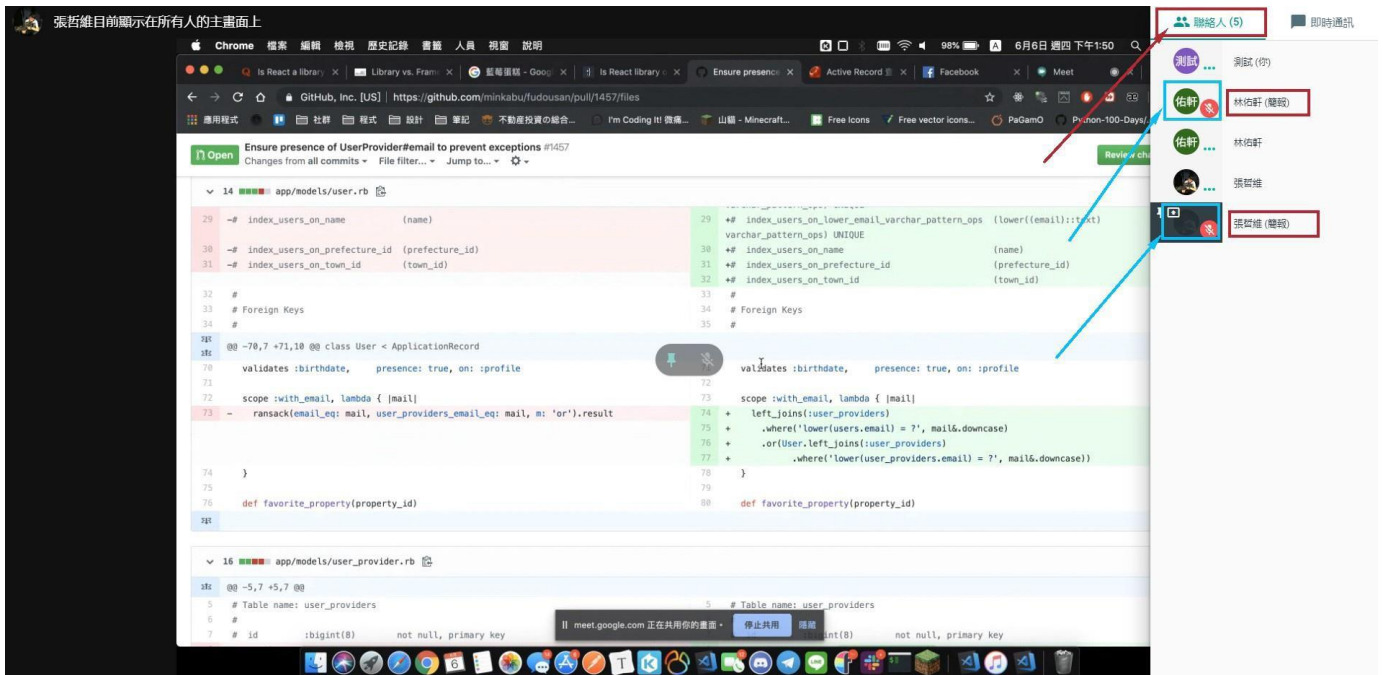 張哲維目前顯示在所有人的主畫面上
聯絡人 (5)
即時通訊
Chrome 檔案 編輯 檢視 歷史記錄 書籤 人員 視窗 說明
98%
A
6月6日 週四 下午1:50
Is React a library
Library vs. Fram
藍莓蛋糕 - Goog
Is React library
Ensure presence
Active Record
Facebook
Meet
GitHub, Inc. [US] | https://github.com/minkabu/fudousan/pull/1457/files
應用程式
社群
程式
設計
筆記
不動産投資の総合...
I'm Coding It! 微痛...
山貓 - Minecraft...
Free Icons
Free vector icons...
PaGamO
Python-100-Days/
Open
Ensure presence of UserProvider#email to prevent exceptions #1457
Changes from all commits
File filter...
Jump to...
Review ch
14 app/models/user.rb
29 -# index_users_on_name (name)
30 -# index_users_on_prefecture_id (prefecture_id)
31 -# index_users_on_town_id (town_id)
32 #
33 # Foreign Keys
34 #
@@ -70,7 +71,10 @@ class User < ApplicationRecord
70 validates :birthdate, presence: true, on: :profile
71
72 scope :with_email, lambda { |mail|
73 - ransack(email_eq: mail, user_providers_email_eq: mail, m: 'or').result
74 }
75
76 def favorite_property(property_id)
29 +# index_users_on_lower_email_varchar_pattern_ops (lower((email)::text)
varchar_pattern_ops) UNIQUE
30 +# index_users_on_name (name)
31 +# index_users_on_prefecture_id (prefecture_id)
32 +# index_users_on_town_id (town_id)
33 #
34 # Foreign Keys
35 #
validates :birthdate, presence: true, on: :profile
72
73 scope :with_email, lambda { |mail|
74 + left_joins(:user_providers)
75 + .where('lower(users.email) = ?', mail&.downcase)
76 + .or(User.left_joins(:user_providers)
77 + .where('lower(user_providers.email) = ?', mail&.downcase))
78 }
79
80 def favorite_property(property_id)
16 app/models/user_provider.rb
@@ -5,7 +5,7 @@
5 # Table name: user_providers
6 #
7 # id :bigint(8) not null, primary key
5 # Table name: user_providers
int(8) not null, primary key
meet.google.com 正在共用你的畫面。
停止共用
隱藏
測試
測試 (你)
佑軒
林佑軒 (簡報)
佑軒
林佑軒
張哲維
張哲維 (簡報)